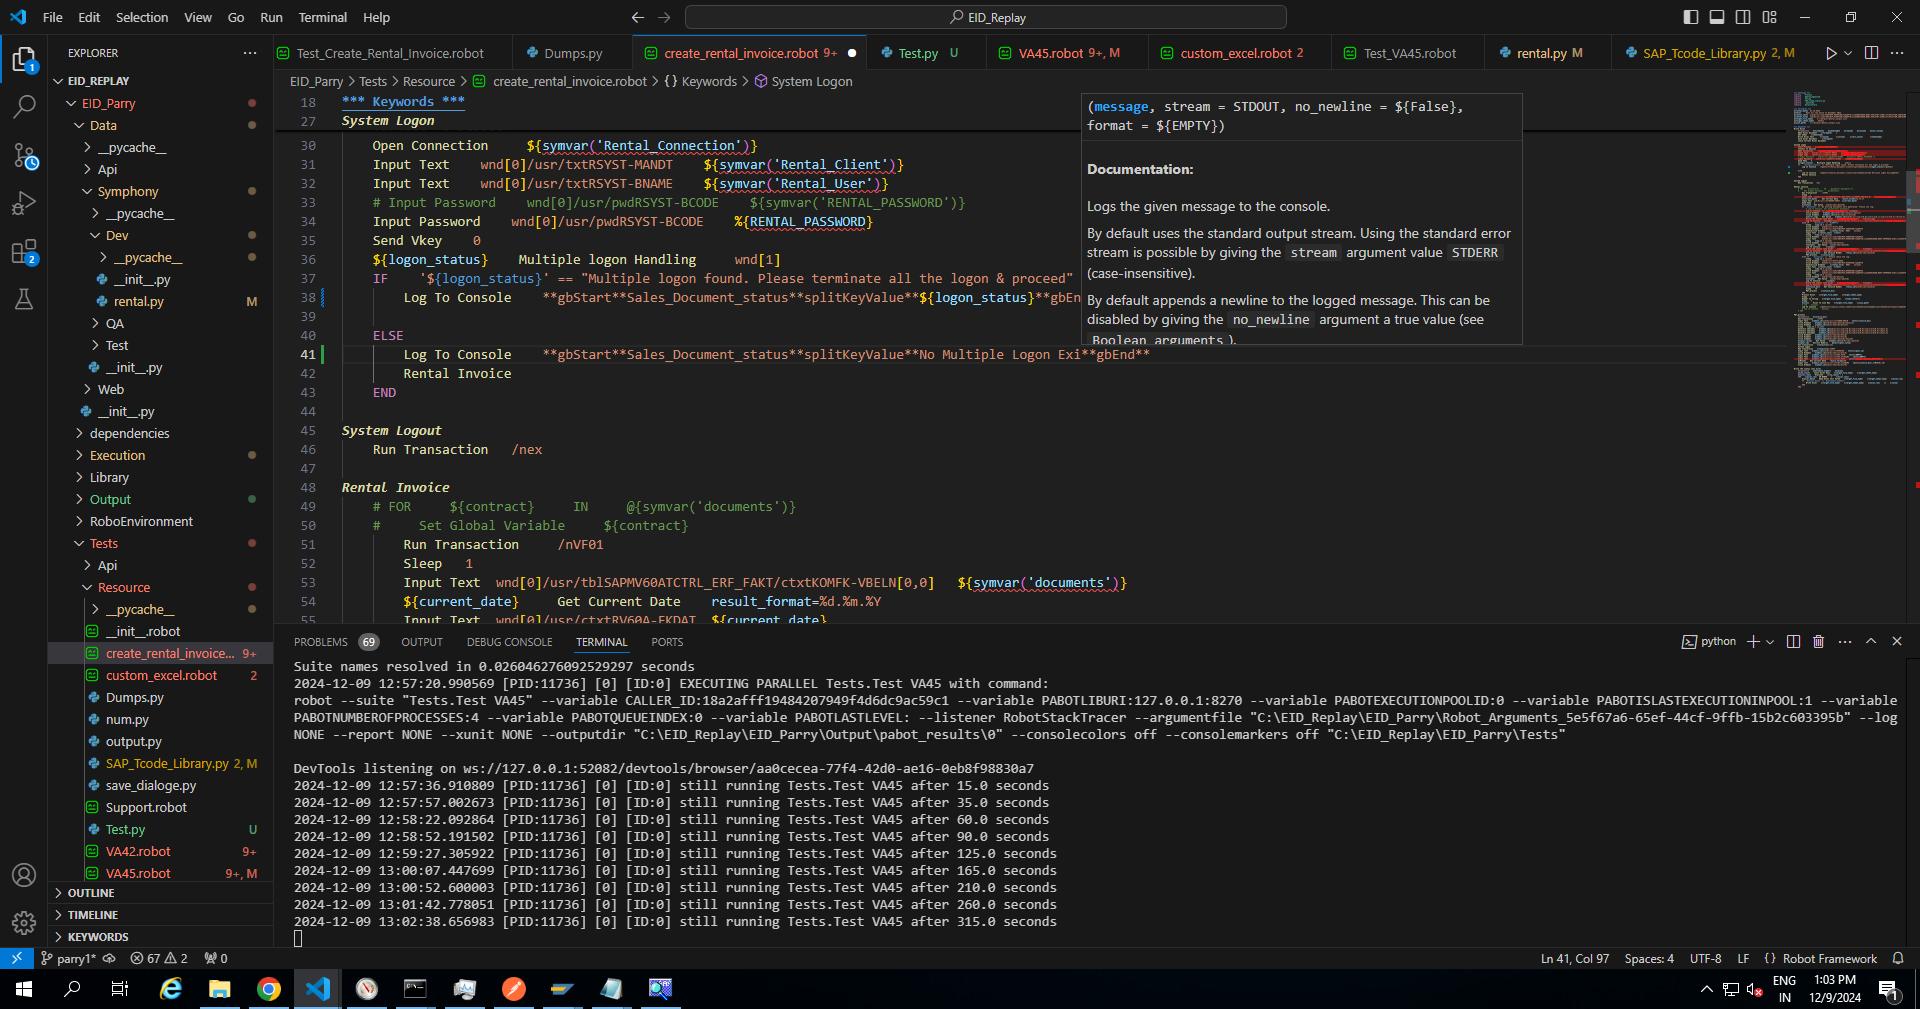 File Edit Selection View Go Run Terminal Help
EID_Replay
EXPLORER
Test_Create_Rental_Invoice.robot
Dumps.py
create_rental_invoice.robot 9+
Test.py U
VA45.robot 9+, M
custom_excel.robot 2
Test_VA45.robot
rental.py M
SAP_Tcode_Library.py 2, M
EID_Parry > Tests > Resource > create_rental_invoice.robot > {} Keywords > System Logon
EID_REPLAY
EID_Parry
Data
__pycache__
Api
Symphony
__pycache__
Dev
__pycache__
__init__.py
rental.py M
QA
Test
__init__.py
Web
__init__.py
dependencies
Execution
Library
Output
RoboEnvironment
Tests
Api
Resource
__pycache__
__init__.robot
create_rental_invoice... 9+
custom_excel.robot 2
Dumps.py
num.py
output.py
SAP_Tcode_Library.py 2, M
save_dialoge.py
Support.robot
Test.py U
VA42.robot 9+
VA45.robot 9+, M
OUTLINE
TIMELINE
KEYWORDS
18 *** Keywords ***
27 System Logon
30 Open Connection ${symvar('Rental_Connection')}
31 Input Text wnd[0]/usr/txtRSYST-MANDT ${symvar('Rental_Client')}
32 Input Text wnd[0]/usr/txtRSYST-BNAME ${symvar('Rental_User')}
33 # Input Password wnd[0]/usr/pwdRSYST-BCODE ${symvar('RENTAL_PASSWORD')}
34 Input Password wnd[0]/usr/pwdRSYST-BCODE %{RENTAL_PASSWORD}
35 Send Vkey 0
36 ${logon_status} Multiple logon Handling wnd[1]
37 IF '${logon_status}' == "Multiple logon found. Please terminate all the logon & proceed"
38 Log To Console **gbStart**Sales_Document_status**splitKeyValue**${logon_status}**gbEn
39
40 ELSE
41 Log To Console **gbStart**Sales_Document_status**splitKeyValue**No Multiple Logon Exi**gbEnd**
42 Rental Invoice
43 END
44
45 System Logout
46 Run Transaction /nex
47
48 Rental Invoice
49 # FOR ${contract} IN @{symvar('documents')}
50 # Set Global Variable ${contract}
51 Run Transaction /nVF01
52 Sleep 1
53 Input Text wnd[0]/usr/tblSAPMV60ATCTRL_ERF_FAKT/ctxtKOMFK-VBELN[0,0] ${symvar('documents')}
54 ${current_date} Get Current Date result_format=%d.%m.%Y
55 Input Text wnd[0]/usr/ctxtRV60A-FKDAT ${current_date}
(message, stream = STDOUT, no_newline = ${False},
format = ${EMPTY})
Documentation:
Logs the given message to the console.
By default uses the standard output stream. Using the standard error
stream is possible by giving the stream argument value STDERR
(case-insensitive).
By default appends a newline to the logged message. This can be
disabled by giving the no_newline argument a true value (see
Boolean arguments ).
PROBLEMS 69 OUTPUT DEBUG CONSOLE TERMINAL PORTS
python
Suite names resolved in 0.026046276092529297 seconds
2024-12-09 12:57:20.990569 [PID:11736] [0] [ID:0] EXECUTING PARALLEL Tests.Test VA45 with command:
robot --suite "Tests.Test VA45" --variable CALLER_ID:18a2afff19484207949f4d6dc9ac59c1 --variable PABOTLIBURI:127.0.0.1:8270 --variable PABOTEXECUTIONPOOLID:0 --variable PABOTISLASTEXECUTIONINPOOL:1 --variable
PABOTNUMBEROFPROCESSES:4 --variable PABOTQUEUEINDEX:0 --variable PABOTLASTLEVEL: --listener RobotStackTracer --argumentfile "C:\EID_Replay\EID_Parry\Robot_Arguments_5e5f67a6-65ef-44cf-9ffb-15b2c603395b" --log
NONE --report NONE --xunit NONE --outputdir "C:\EID_Replay\EID_Parry\Output\pabot_results\0" --consolecolors off --consolemarkers off "C:\EID_Replay\EID_Parry\Tests"
DevTools listening on ws://127.0.0.1:52082/devtools/browser/aa0cecea-77f4-42d0-ae16-0eb8f98830a7
2024-12-09 12:57:36.910809 [PID:11736] [0] [ID:0] still running Tests.Test VA45 after 15.0 seconds
2024-12-09 12:57:57.002673 [PID:11736] [0] [ID:0] still running Tests.Test VA45 after 35.0 seconds
2024-12-09 12:58:22.092864 [PID:11736] [0] [ID:0] still running Tests.Test VA45 after 60.0 seconds
2024-12-09 12:58:52.191502 [PID:11736] [0] [ID:0] still running Tests.Test VA45 after 90.0 seconds
2024-12-09 12:59:27.305922 [PID:11736] [0] [ID:0] still running Tests.Test VA45 after 125.0 seconds
2024-12-09 13:00:07.447699 [PID:11736] [0] [ID:0] still running Tests.Test VA45 after 165.0 seconds
2024-12-09 13:00:52.600003 [PID:11736] [0] [ID:0] still running Tests.Test VA45 after 210.0 seconds
2024-12-09 13:01:42.778051 [PID:11736] [0] [ID:0] still running Tests.Test VA45 after 260.0 seconds
2024-12-09 13:02:38.656983 [PID:11736] [0] [ID:0] still running Tests.Test VA45 after 315.0 seconds
parry1* 67 2 0
Ln 41, Col 97 Spaces: 4 UTF-8 LF {} Robot Framework
ENG
IN
1:03 PM
12/9/2024
1